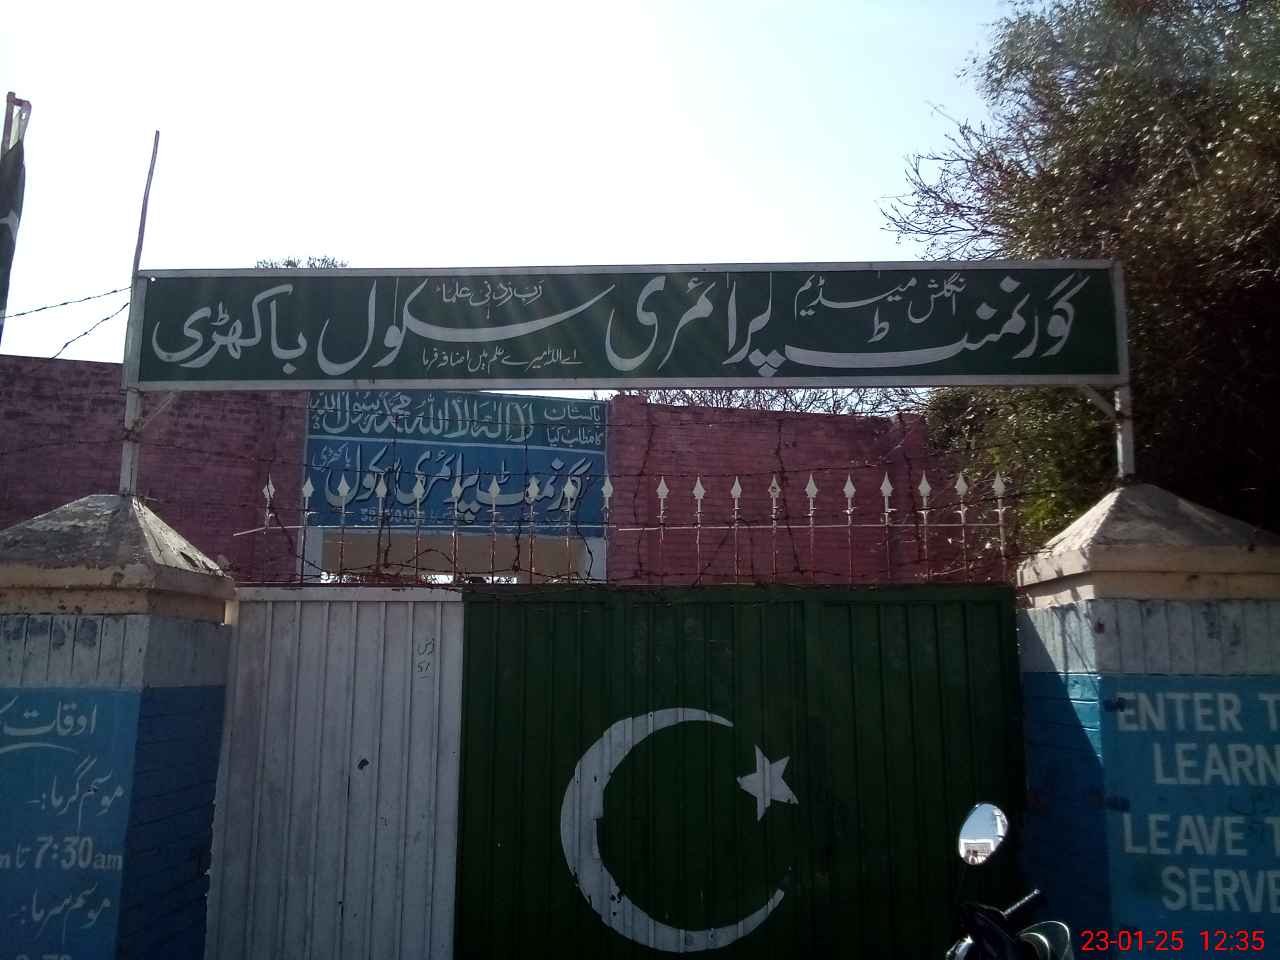 گورنمنٹ انگلش میڈیم پرائمری سکول باکھڑی
رب زدنی علماً
اے اللہ میرے علم میں اضافہ فرما
پاکستان کا مطلب کیا
لا الہ الا اللہ محمد رسول اللہ
گورنمنٹ پرائمری سکول باکھڑی
اوقات
موسم گرما:۔
تا 7:30am
موسم سرما:۔
ENTER
LEARN
LEAVE
SERVE
23-01-25 12:35